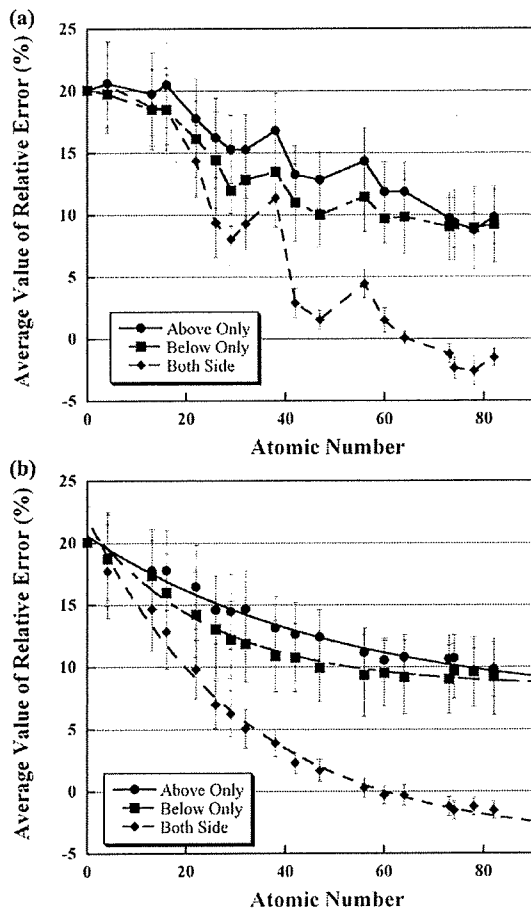 (a)
25
20
15
10
5
0
-5
Average Value of Relative Error (%)
Above Only
Below Only
Both Side
0 20 40 60 80
Atomic Number
(b)
25
20
15
10
5
0
-5
Average Value of Relative Error (%)
Above Only
Below Only
Both Side
0 20 40 60 80
Atomic Number